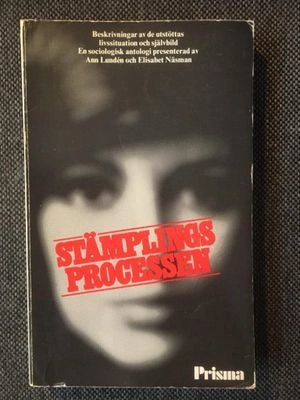 Beskrivningar av de utstöttas
livssituation och självbild
En sociologisk antologi presenterad av
Ann Lundén och Elisabet Näsman
STÄMPLINGS
PROCESSEN
Prisma